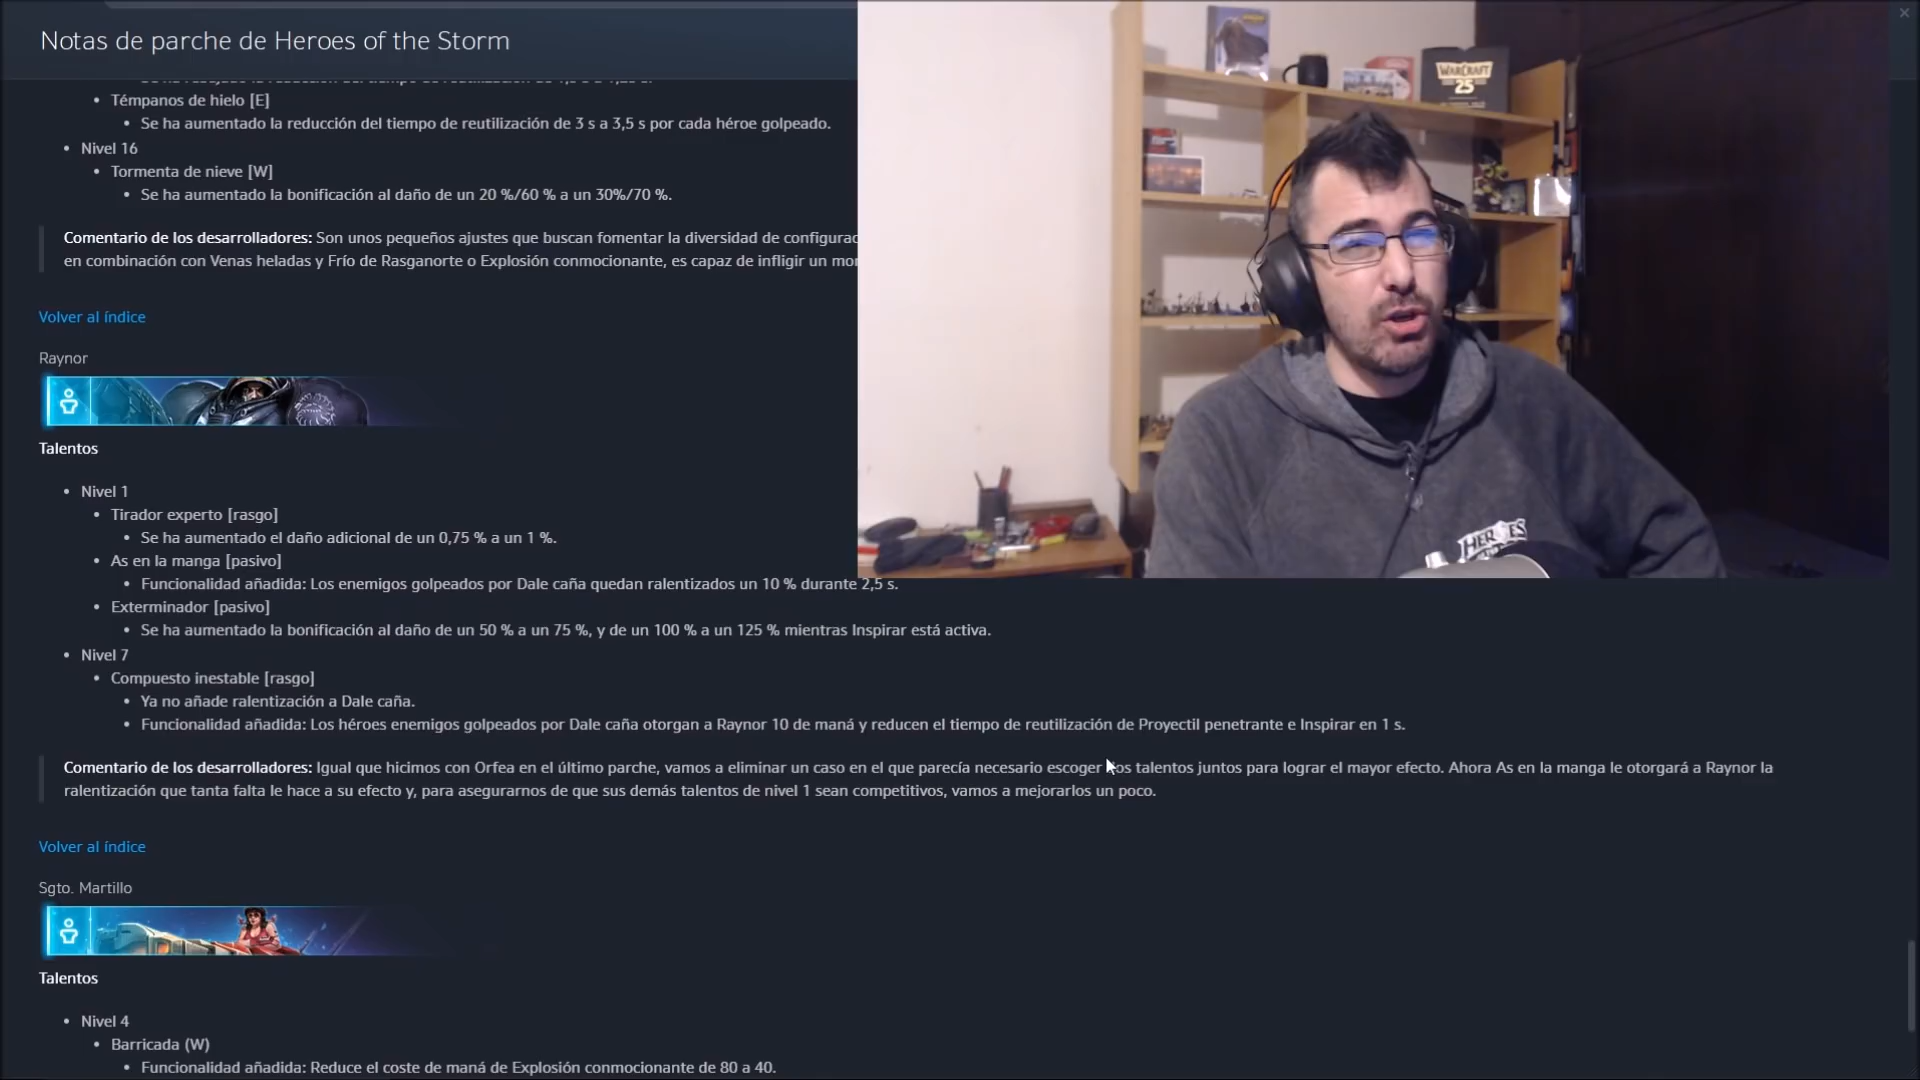 Notas de parche de Heroes of the Storm
WARCRAFT
25
Témpanos de hielo [E]
Se ha aumentado la reducción del tiempo de reutilización de 3 s a 3,5 s por cada héroe golpeado.
Nivel 16
Tormenta de nieve [W]
Se ha aumentado la bonificación al daño de un 20 %/60 % a un 30%/70 %.
Comentario de los desarrolladores: Son unos pequeños ajustes que buscan fomentar la diversidad de
en combinación con Venas heladas y Frío de Rasganorte o Explosión conmocionante, es capaz de infligir un
Volver al índice
Raynor
Talentos
Nivel 1
Tirador experto [rasgo]
Se ha aumentado el daño adicional de un 0,75 % a un 1 %.
As en la manga [pasivo]
Funcionalidad añadida: Los enemigos golpeados por Dale caña quedan ralentizados un 10 % durante 2,5 s.
Exterminador [pasivo]
Se ha aumentado la bonificación al daño de un 50 % a un 75 %, y de un 100 % a un 125 % mientras Inspirar está activa.
Nivel 7
Compuesto inestable [rasgo]
Ya no añade ralentización a Dale caña.
Funcionalidad añadida: Los héroes enemigos golpeados por Dale caña otorgan a Raynor 10 de maná y reducen el tiempo de reutilización de Proyectil penetrante e Inspirar en 1 s.
Comentario de los desarrolladores: Igual que hicimos con Orfea en el último parche, vamos a eliminar un caso en el que parecía necesario escoger talentos juntos para lograr el mayor efecto. Ahora As en la manga le otorgará a Raynor la
ralentización que tanta falta le hace a su efecto y, para asegurarnos de que sus demás talentos de nivel 1 sean competitivos, vamos a mejorarlos un poco.
Volver al índice
Sgto. Martillo
Talentos
Nivel 4
Barricada (W)
Funcionalidad añadida: Reduce el coste de maná de Explosión conmocionante de 80 a 40.